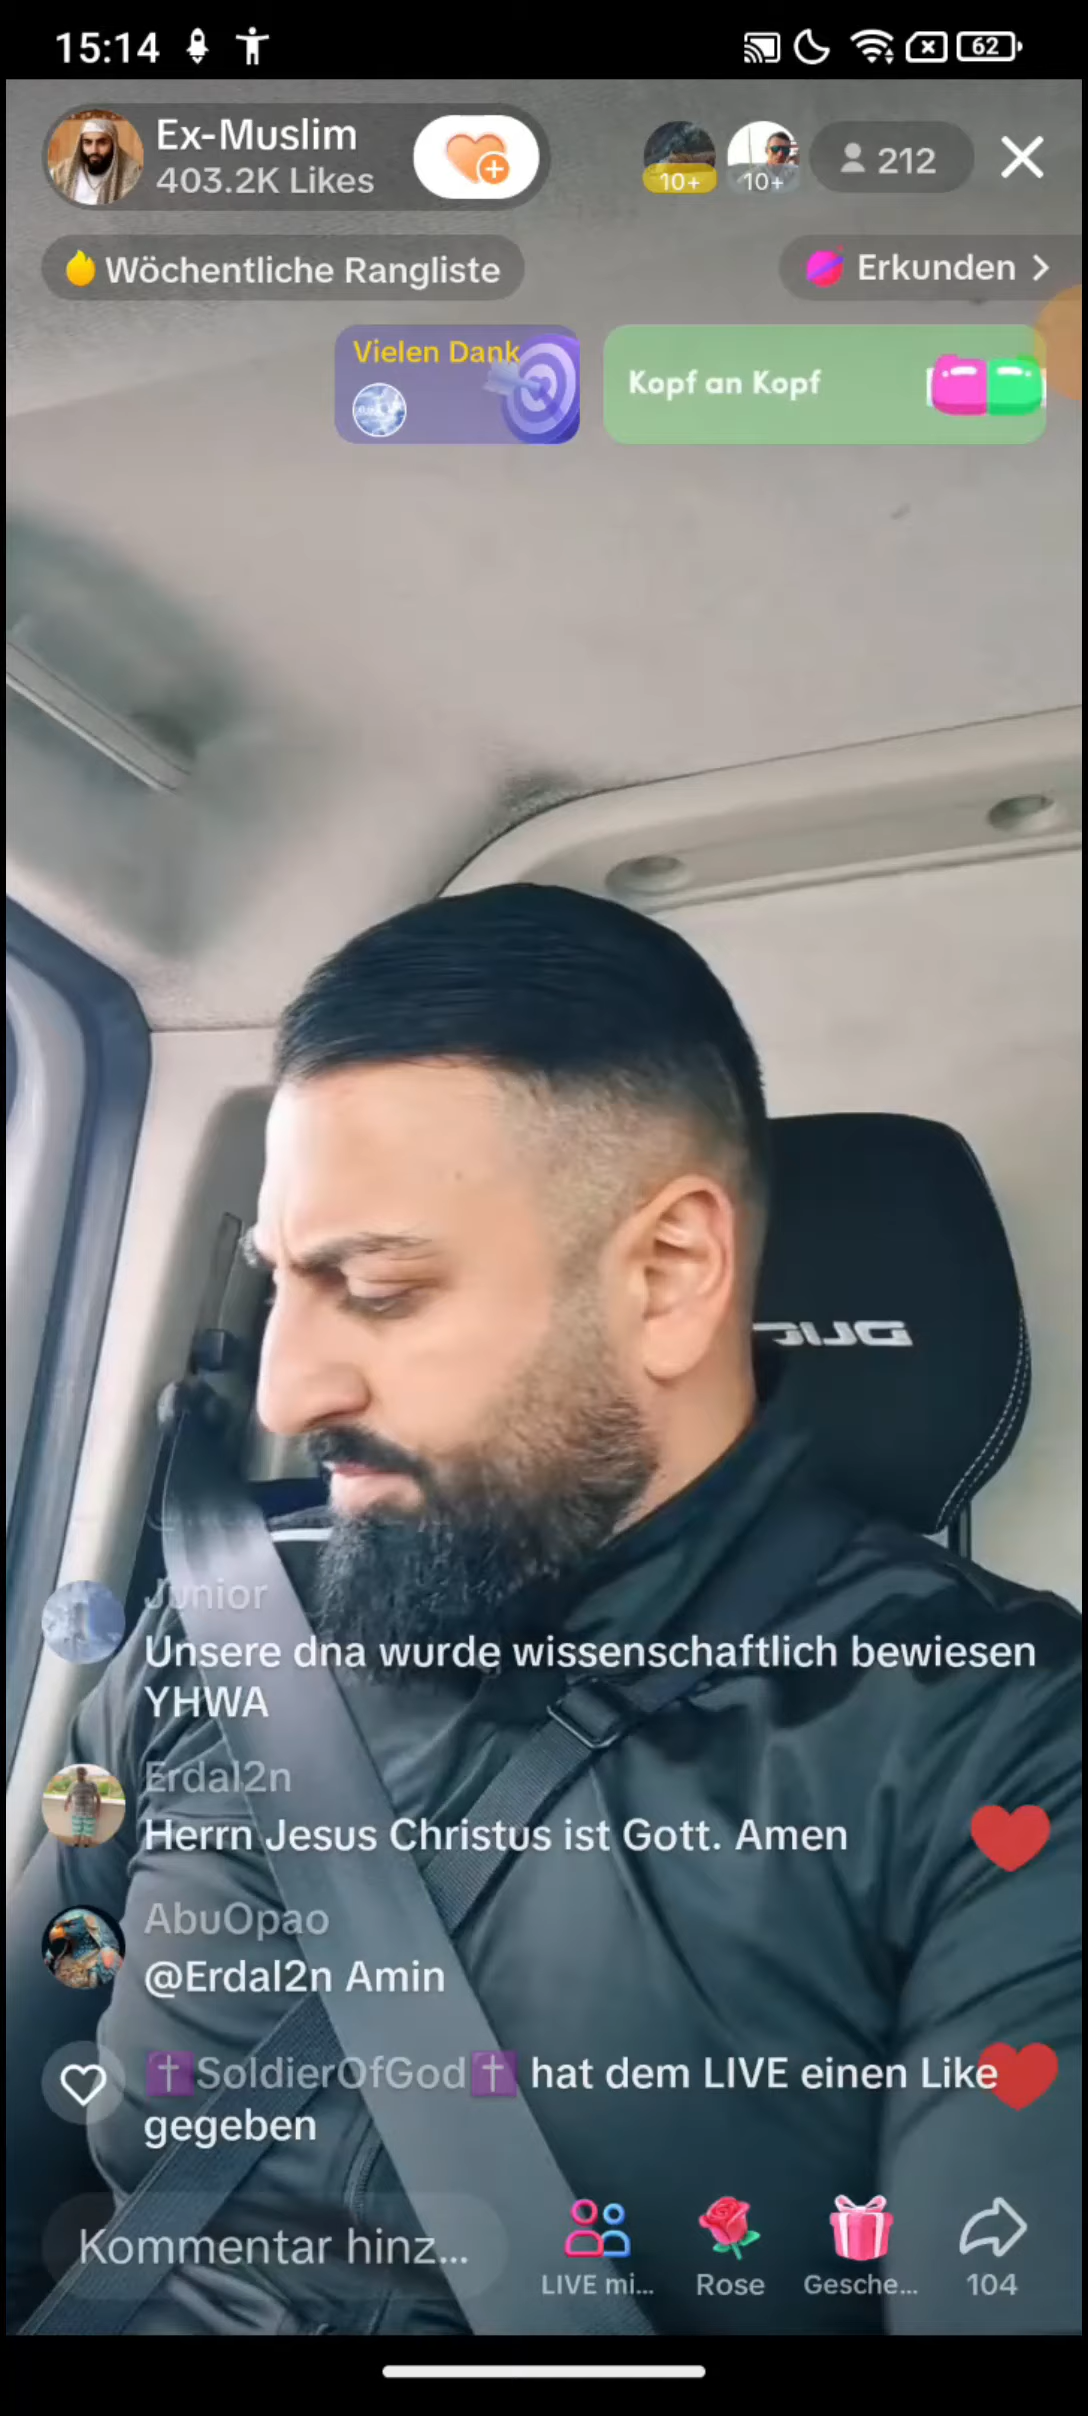 15:14
62
Ex-Muslim
403.2K Likes
10+
10+
212
Wöchentliche Rangliste
Erkunden >
Vielen Dank
Kopf an Kopf
Junior
Unsere dna wurde wissenschaftlich bewiesen
YHWA
Erdal2n
Herrn Jesus Christus ist Gott. Amen
AbuOpao
@Erdal2n Amin
✝️SoldierOfGod✝️ hat dem LIVE einen Like
gegeben
Kommentar hinz...
LIVE mi...
Rose
Gesche...
104